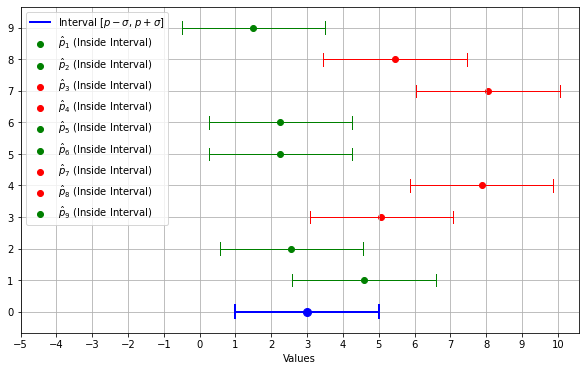 Interval [p − σ, p + σ]
p̂₁ (Inside Interval)
p̂₂ (Inside Interval)
p̂₃ (Inside Interval)
p̂₄ (Inside Interval)
p̂₅ (Inside Interval)
p̂₆ (Inside Interval)
p̂₇ (Inside Interval)
p̂₈ (Inside Interval)
p̂₉ (Inside Interval)
9
8
7
6
5
4
3
2
1
0
−5 −4 −3 −2 −1 0 1 2 3 4 5 6 7 8 9 10
Values